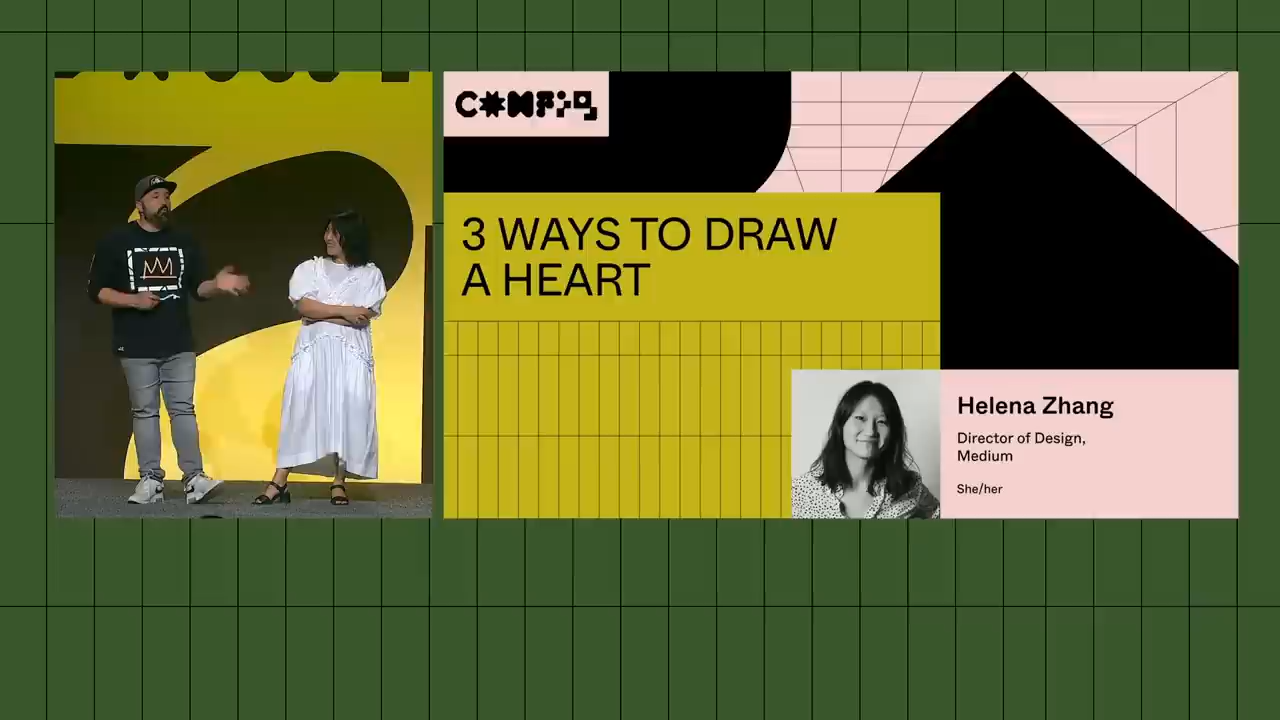 CONFIG
3 WAYS TO DRAW
A HEART
Helena Zhang
Director of Design,
Medium
She/her